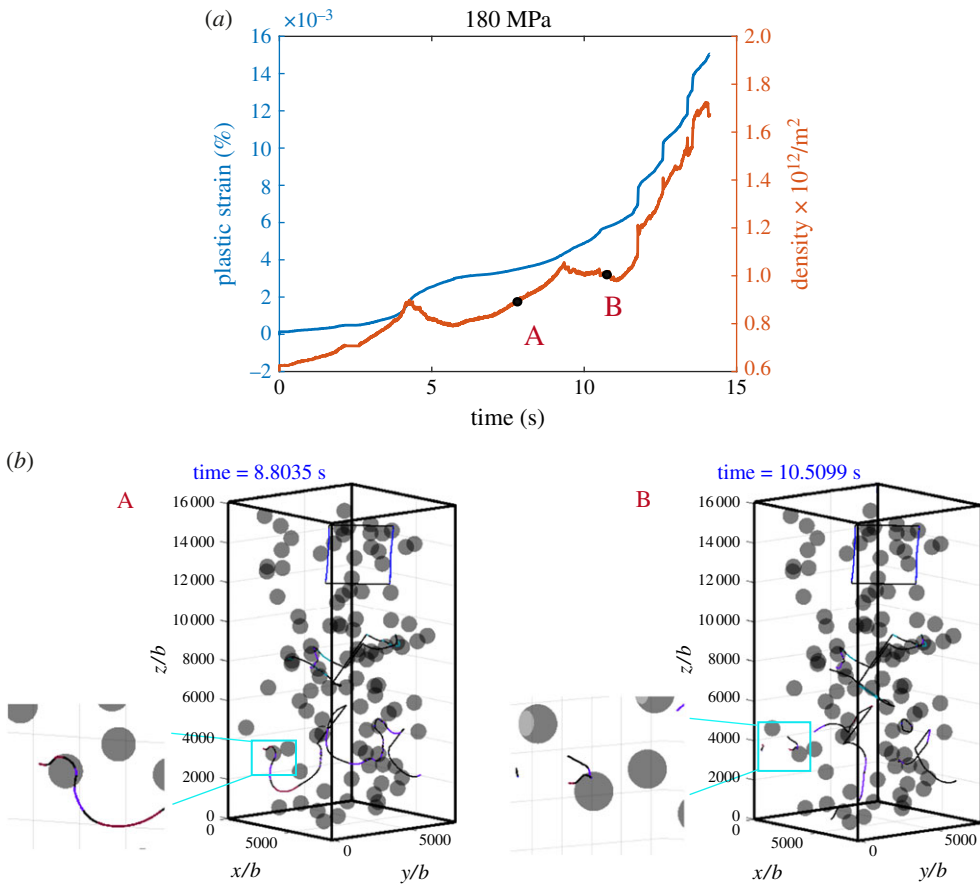 (a)
×10⁻³
180 MPa
16
14
12
10
8
6
4
2
0
−2
plastic strain (%)
2.0
1.8
1.6
1.4
1.2
1.0
0.8
0.6
density × 10¹²/m²
A
B
0
5
10
15
time (s)
(b)
time = 8.8035 s
A
16 000
14 000
12 000
10 000
8000
6000
4000
2000
0
z/b
5000
0
5000
x/b
y/b
time = 10.5099 s
B
16 000
14 000
12 000
10 000
8000
6000
4000
2000
0
z/b
5000
0
5000
x/b
y/b